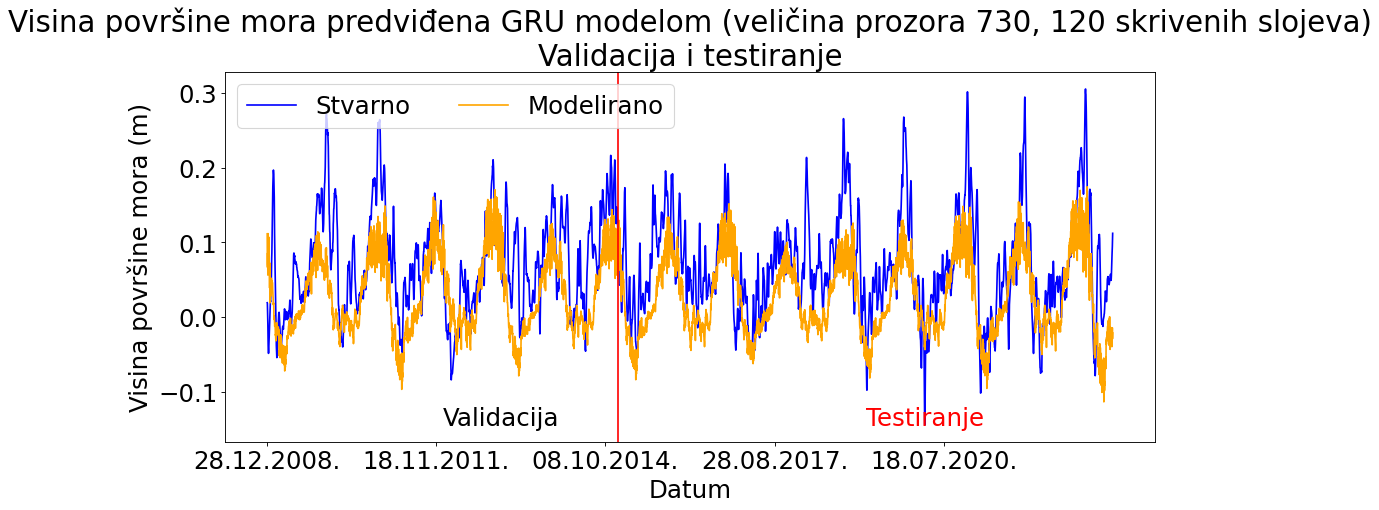 Visina površine mora predviđena GRU modelom (veličina prozora 730, 120 skrivenih slojeva)
Validacija i testiranje
Stvarno
Modelirano
Visina površine mora (m)
0.3
0.2
0.1
0.0
−0.1
Validacija
Testiranje
28.12.2008.
18.11.2011.
08.10.2014.
28.08.2017.
18.07.2020.
Datum